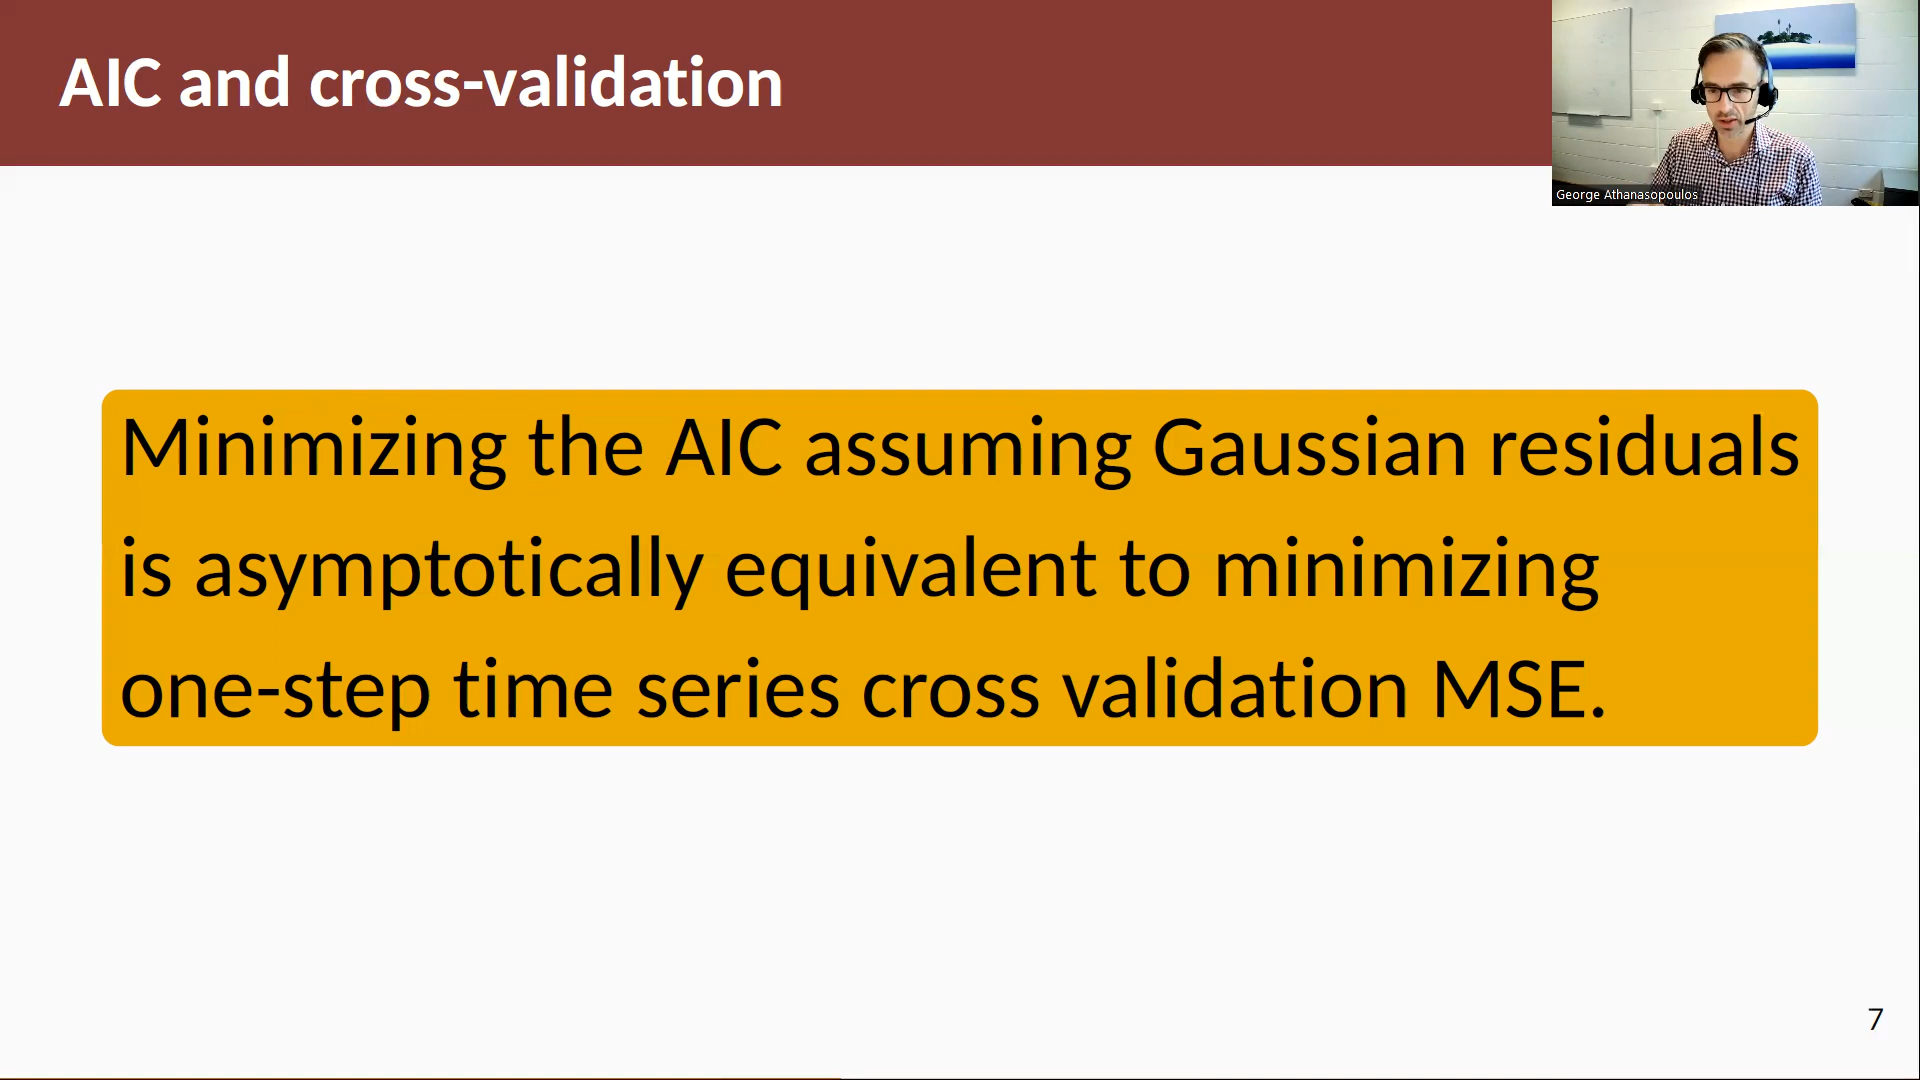 AIC and cross-validation
George Athanasopoulos
Minimizing the AIC assuming Gaussian residuals
is asymptotically equivalent to minimizing
one-step time series cross validation MSE.
7